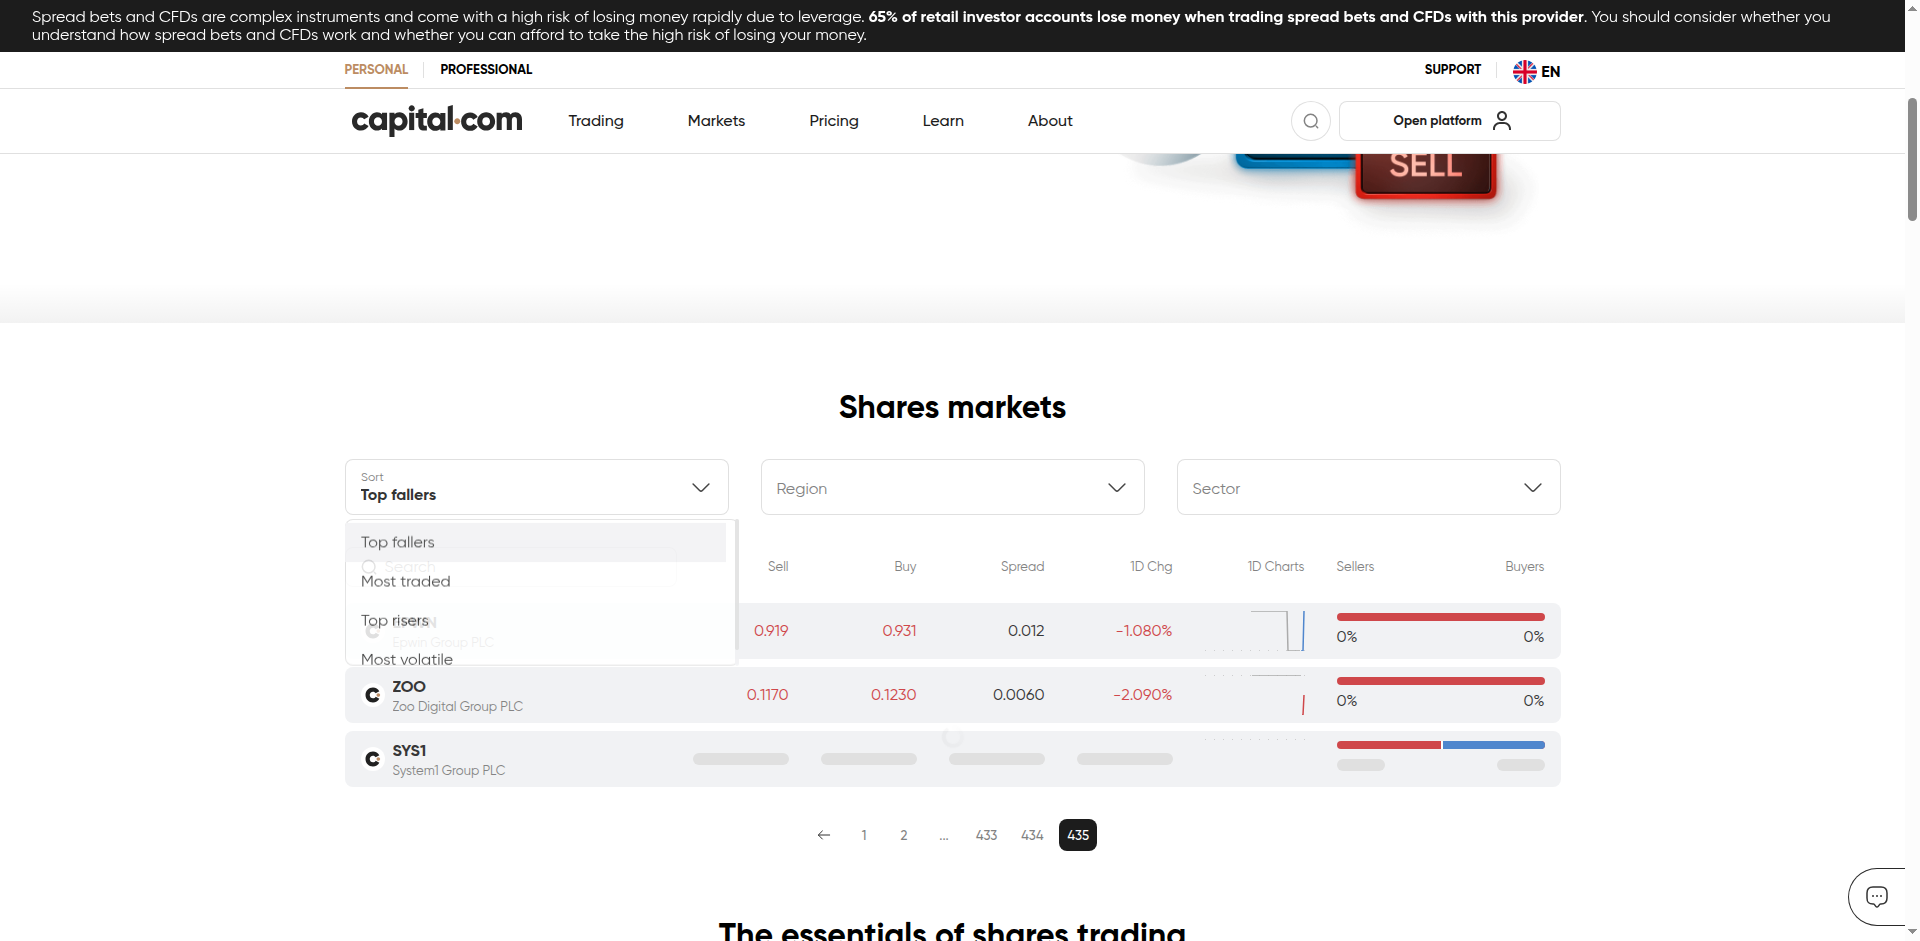 Spread bets and CFDs are complex instruments and come with a high risk of losing money rapidly due to leverage. 65% of retail investor accounts lose money when trading spread bets and CFDs with this provider. You should consider whether you
understand how spread bets and CFDs work and whether you can afford to take the high risk of losing your money.
PERSONAL PROFESSIONAL SUPPORT EN
capital.com Trading Markets Pricing Learn About Open platform
SELL
Shares markets
Sort
Top fallers Region Sector
Top fallers
Search Sell Buy Spread 1D Chg 1D Charts Sellers Buyers
Most traded
Top risers 0.919 0.931 0.012 -1.080% 0% 0%
Epwin Group PLC
Most volatile
ZOO 0.1170 0.1230 0.0060 -2.090% 0% 0%
Zoo Digital Group PLC
SYS1
System1 Group PLC
1 2 ... 433 434 435
The essentials of shares trading